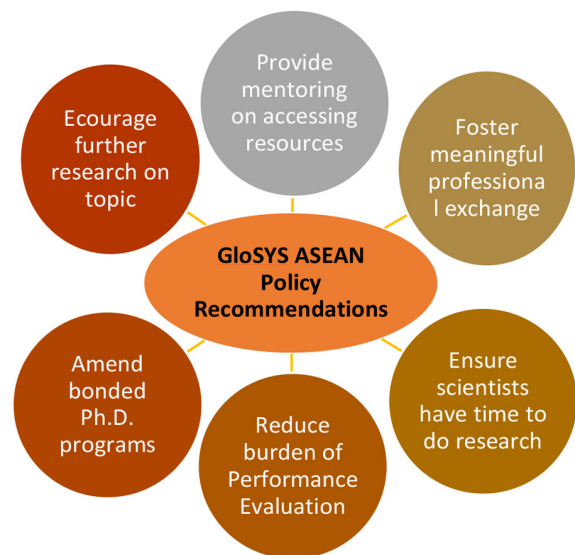 Provide
mentoring
on accessing
resources
Foster
meaningful
professiona
l exchange
Ensure
scientists
have time to
do research
Reduce
burden of
Performance
Evaluation
Amend
bonded
Ph.D.
programs
Ecourage
further
research on
topic
GloSYS ASEAN
Policy
Recommendations